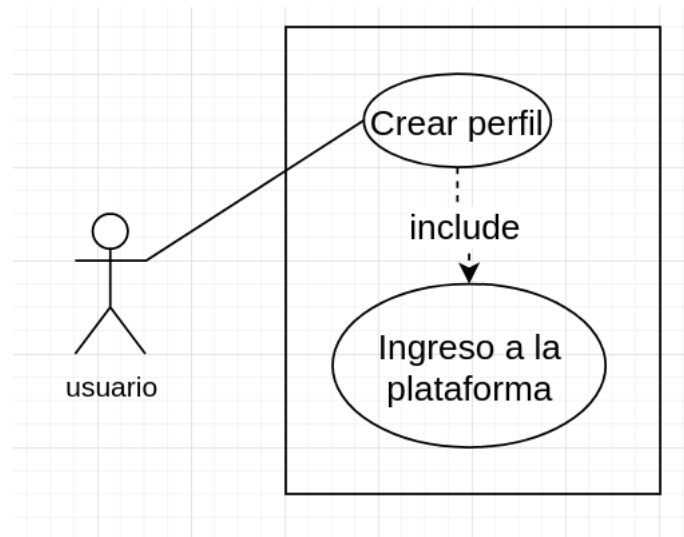 Crear perfil
include
Ingreso a la
plataforma
usuario